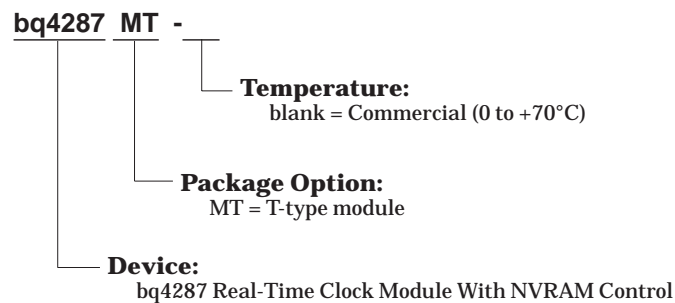 bq4287 MT -
Temperature:
blank = Commercial (0 to +70°C)
Package Option:
MT = T-type module
Device:
bq4287 Real-Time Clock Module With NVRAM Control